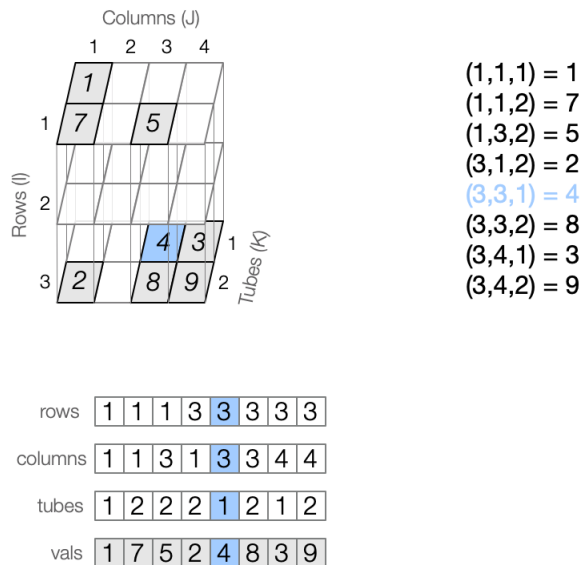 Columns (J)
1 2 3 4
1
1 7 5
Rows (I)
2
4 3 1
3 2 8 9 2
Tubes (K)
(1,1,1) = 1
(1,1,2) = 7
(1,3,2) = 5
(3,1,2) = 2
(3,3,1) = 4
(3,3,2) = 8
(3,4,1) = 3
(3,4,2) = 9
rows 1 1 1 3 3 3 3 3
columns 1 1 3 1 3 3 4 4
tubes 1 2 2 2 1 2 1 2
vals 1 7 5 2 4 8 3 9